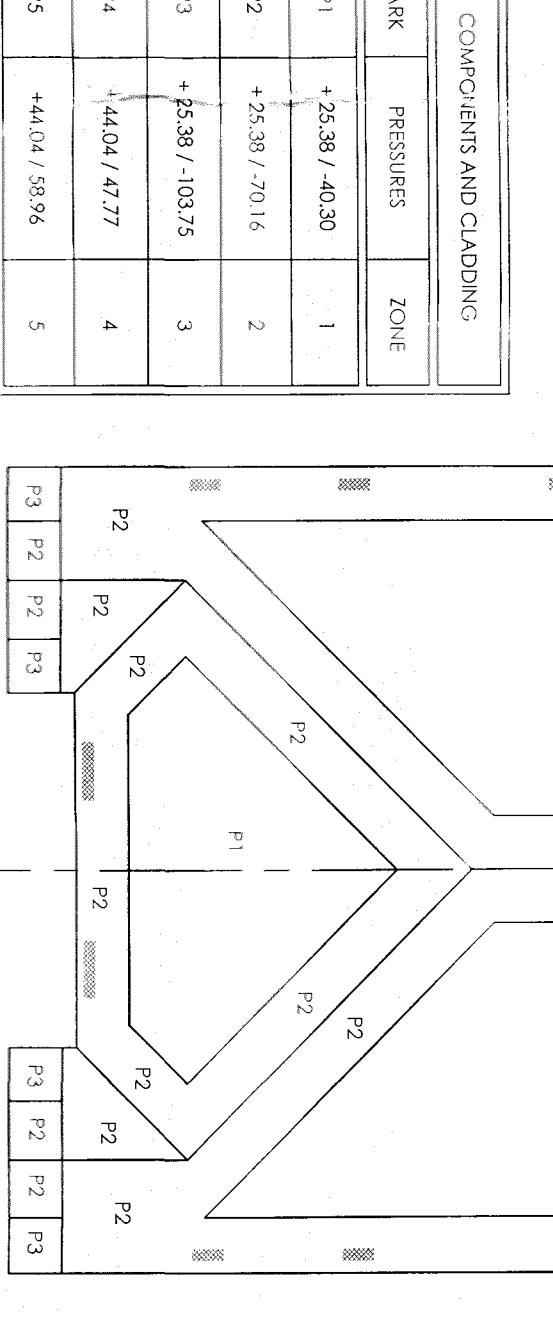 COMPONENTS AND CLADDING
ARK PRESSURES ZONE
P1 + 25.38 / -40.30 1
2 + 25.38 / -70.16 2
3 + 25.38 / -103.75 3
4 + 44.04 / 47.77 4
5 +44.04 / 58.96 5
P2
P2 P2
P1
P2 P2
P2 P2
P2 P2 P2
P3 P2 P2 P3 P3 P2 P2 P3